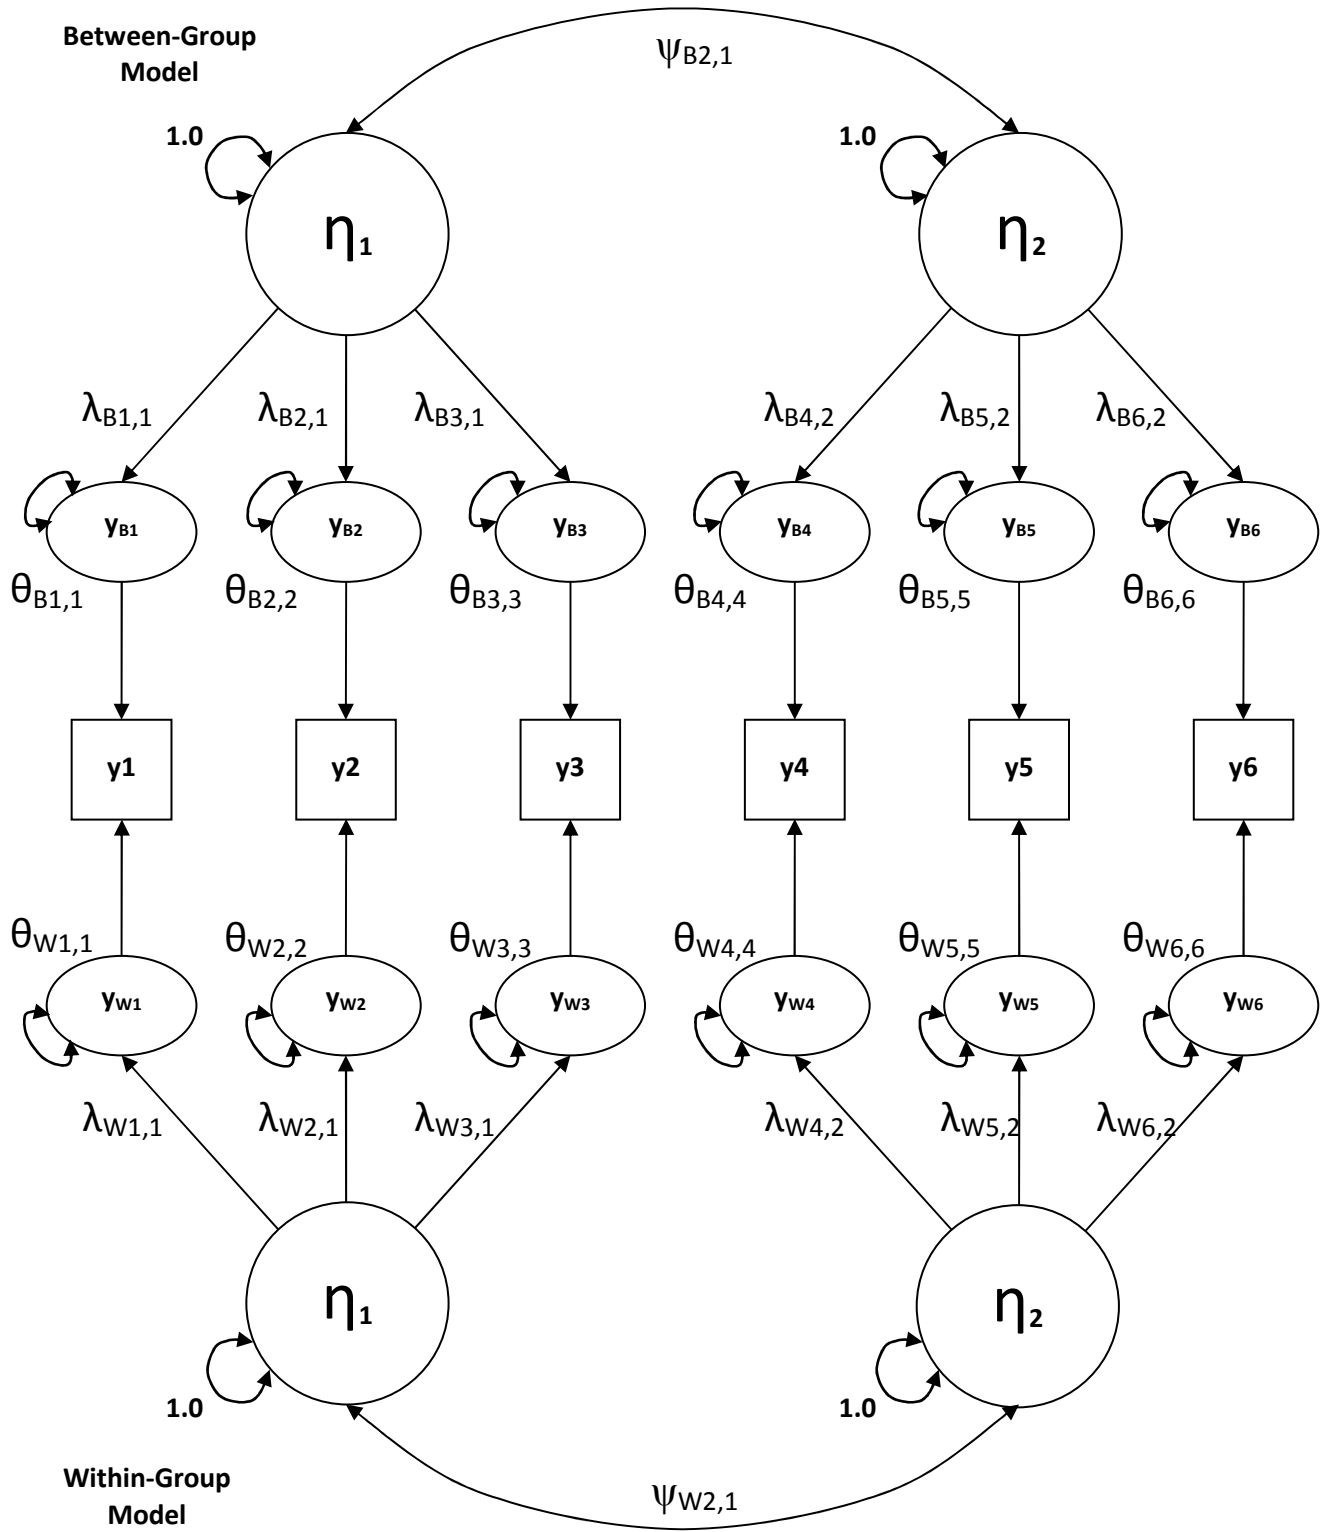 Between-Group
Model
ψB2,1
1.0 1.0
η1 η2
λB1,1 λB2,1 λB3,1 λB4,2 λB5,2 λB6,2
yB1 yB2 yB3 yB4 yB5 yB6
θB1,1 θB2,2 θB3,3 θB4,4 θB5,5 θB6,6
y1 y2 y3 y4 y5 y6
θW1,1 θW2,2 θW3,3 θW4,4 θW5,5 θW6,6
yW1 yW2 yW3 yW4 yW5 yW6
λW1,1 λW2,1 λW3,1 λW4,2 λW5,2 λW6,2
η1 η2
1.0 1.0
Within-Group
Model
ψW2,1